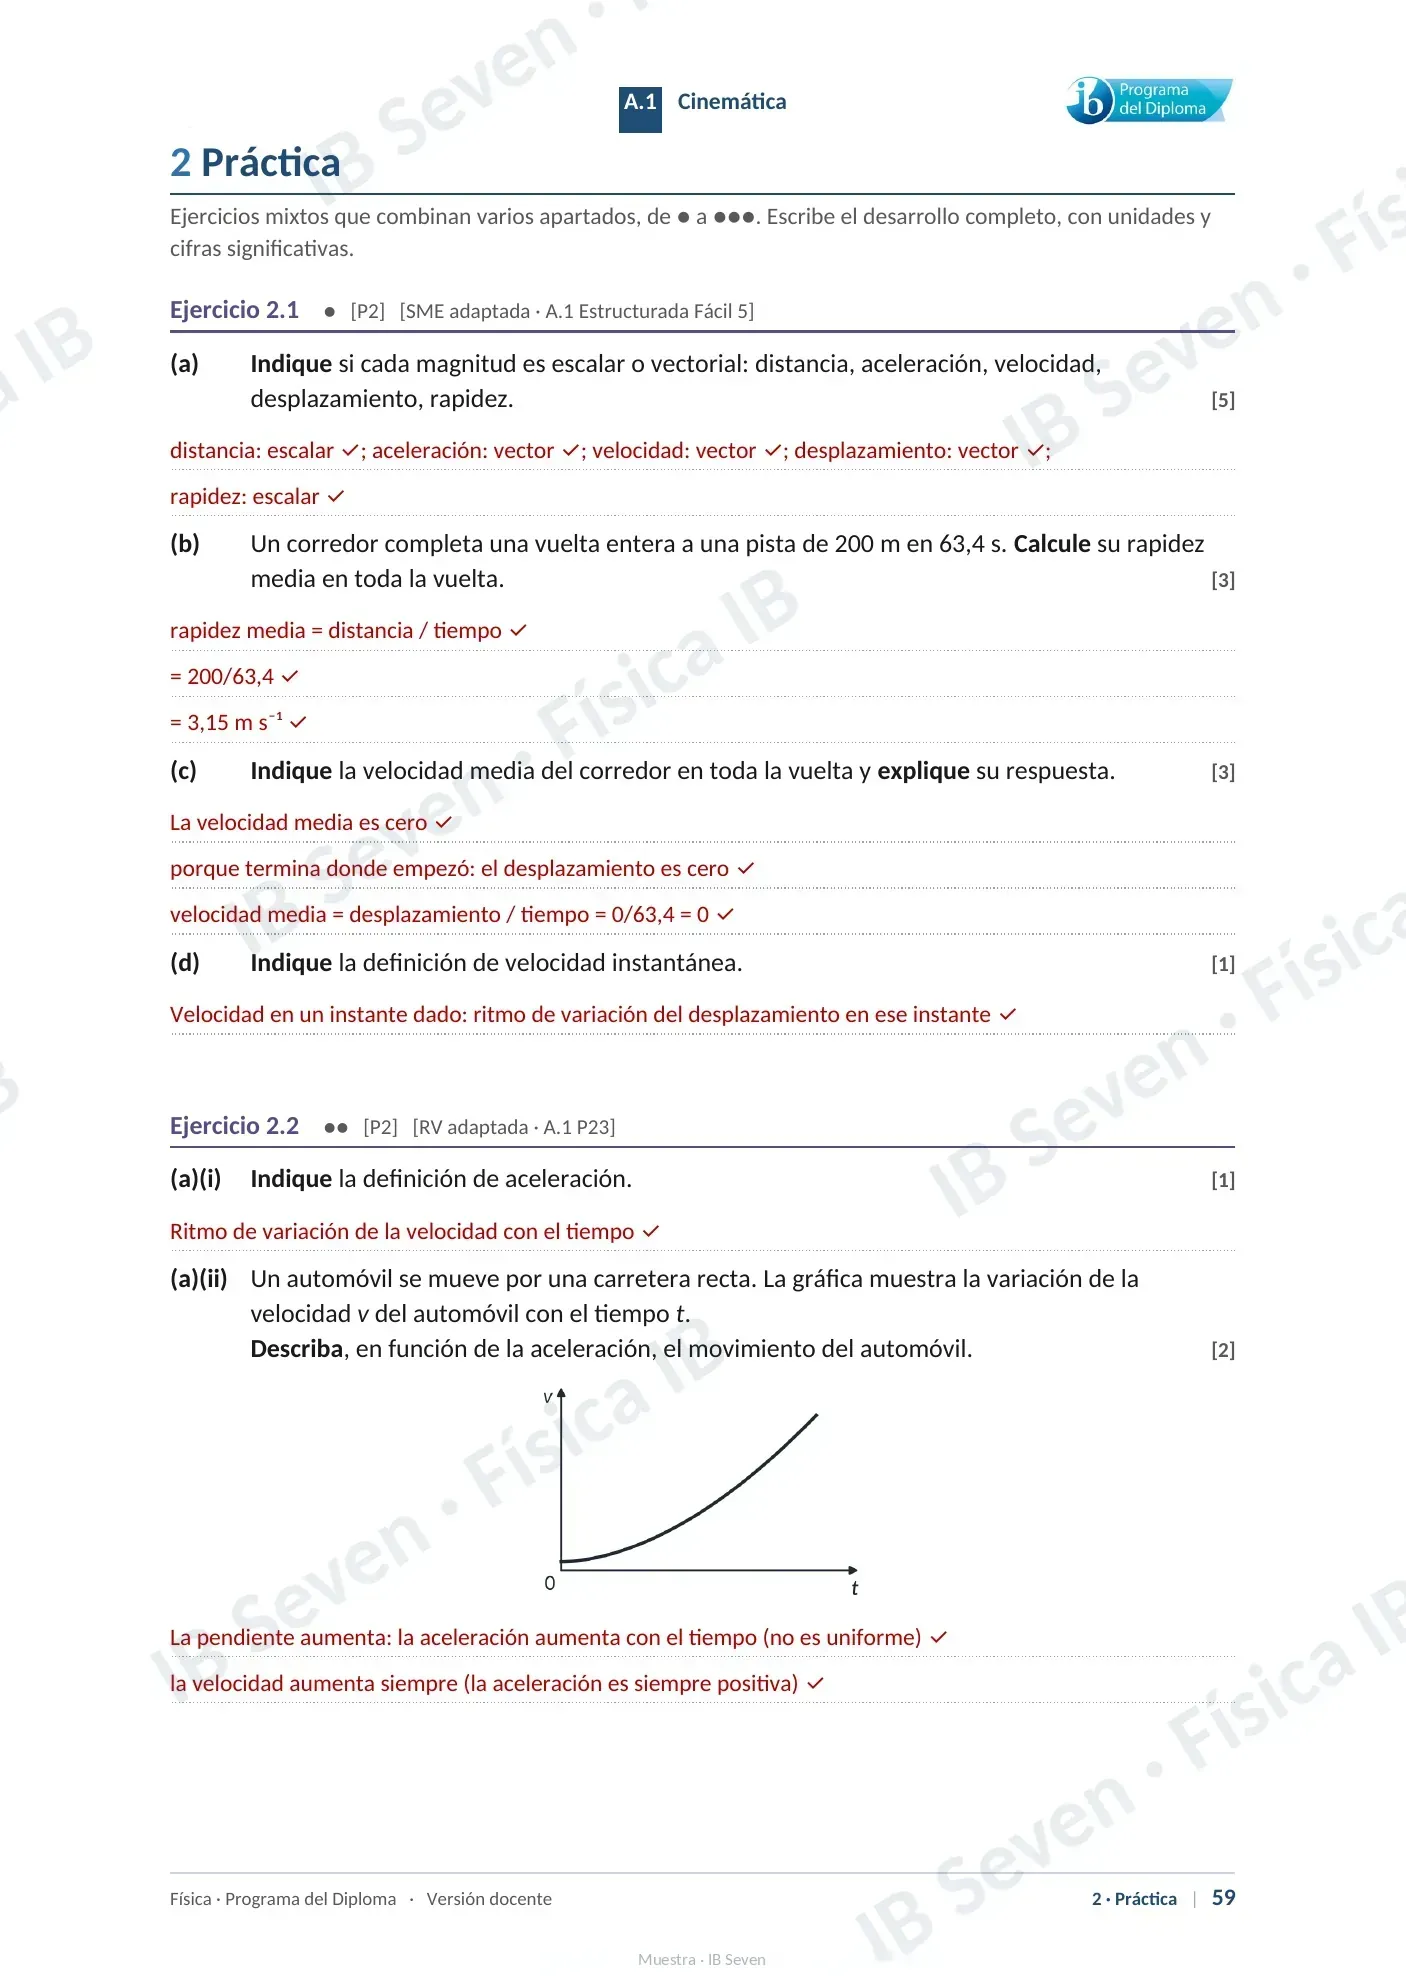 A.1 Cinemática
ib Programa
del Diploma
2 Práctica
Ejercicios mixtos que combinan varios apartados, de ● a ●●●. Escribe el desarrollo completo, con unidades y
cifras significativas.
Ejercicio 2.1 ● [P2] [SME adaptada · A.1 Estructurada Fácil 5]
(a) Indique si cada magnitud es escalar o vectorial: distancia, aceleración, velocidad,
desplazamiento, rapidez. [5]
distancia: escalar ✓; aceleración: vector ✓; velocidad: vector ✓; desplazamiento: vector ✓;
rapidez: escalar ✓
(b) Un corredor completa una vuelta entera a una pista de 200 m en 63,4 s. Calcule su rapidez
media en toda la vuelta. [3]
rapidez media = distancia / tiempo ✓
= 200/63,4 ✓
= 3,15 m s⁻¹ ✓
(c) Indique la velocidad media del corredor en toda la vuelta y explique su respuesta. [3]
La velocidad media es cero ✓
porque termina donde empezó: el desplazamiento es cero ✓
velocidad media = desplazamiento / tiempo = 0/63,4 = 0 ✓
(d) Indique la definición de velocidad instantánea. [1]
Velocidad en un instante dado: ritmo de variación del desplazamiento en ese instante ✓
Ejercicio 2.2 ●● [P2] [RV adaptada · A.1 P23]
(a)(i) Indique la definición de aceleración. [1]
Ritmo de variación de la velocidad con el tiempo ✓
(a)(ii) Un automóvil se mueve por una carretera recta. La gráfica muestra la variación de la
velocidad v del automóvil con el tiempo t.
Describa, en función de la aceleración, el movimiento del automóvil. [2]
v
0
t
La pendiente aumenta: la aceleración aumenta con el tiempo (no es uniforme) ✓
la velocidad aumenta siempre (la aceleración es siempre positiva) ✓
Física · Programa del Diploma · Versión docente
2 · Práctica | 59
Muestra · IB Seven
IB Seven · Física IB